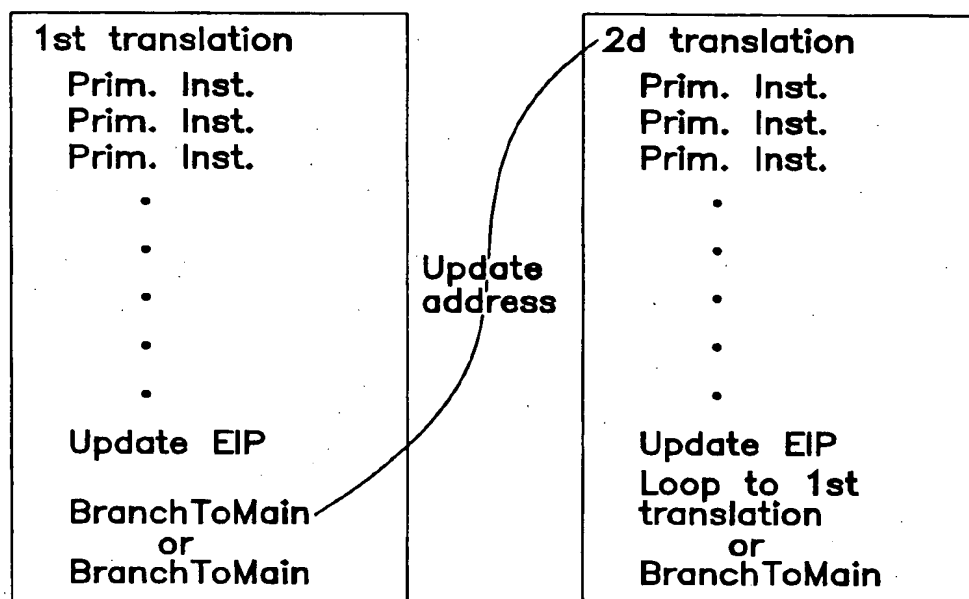 1st translation
Prim. Inst.
Prim. Inst.
Prim. Inst.
Update EIP
BranchToMain
or
BranchToMain
Update
address
2d translation
Prim. Inst.
Prim. Inst.
Prim. Inst.
Update EIP
Loop to 1st
translation
or
BranchToMain